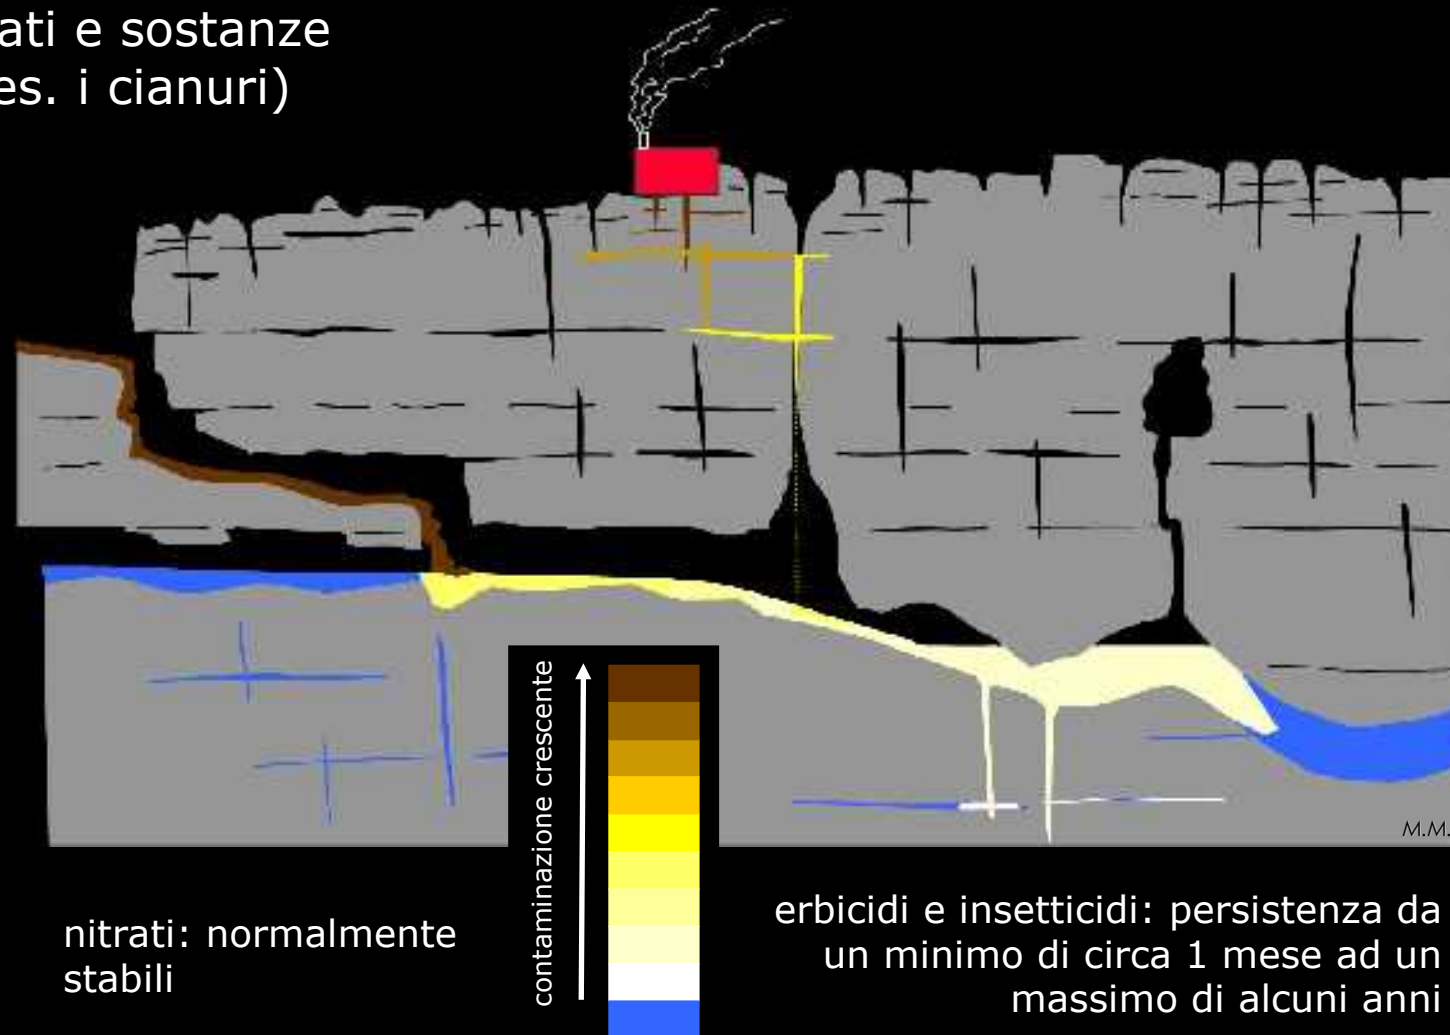 ati e sostanze
es. i cianuri)
contaminazione crescente
M.M.
nitrati: normalmente
stabili
erbicidi e insetticidi: persistenza da
un minimo di circa 1 mese ad un
massimo di alcuni anni